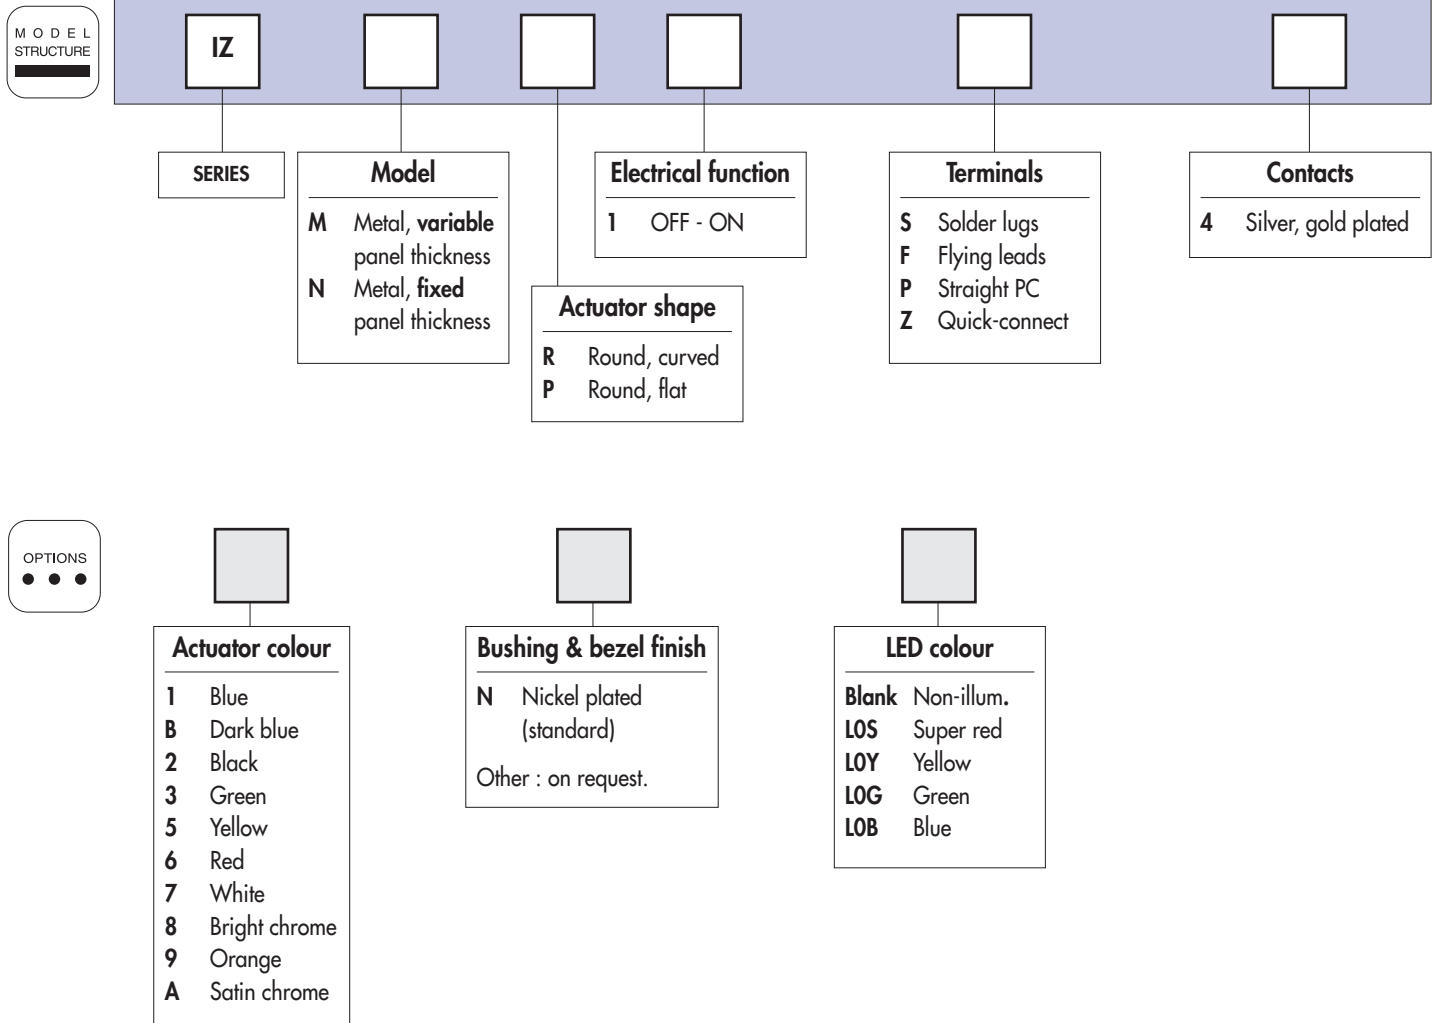 MODEL
STRUCTURE
IZ
SERIES
Model
M Metal, variable
panel thickness
N Metal, fixed
panel thickness
Actuator shape
R Round, curved
P Round, flat
Electrical function
1 OFF - ON
Terminals
S Solder lugs
F Flying leads
P Straight PC
Z Quick-connect
Contacts
4 Silver, gold plated
OPTIONS
Actuator colour
1 Blue
B Dark blue
2 Black
3 Green
5 Yellow
6 Red
7 White
8 Bright chrome
9 Orange
A Satin chrome
Bushing & bezel finish
N Nickel plated
(standard)
Other : on request.
LED colour
Blank Non-illum.
L0S Super red
L0Y Yellow
L0G Green
L0B Blue